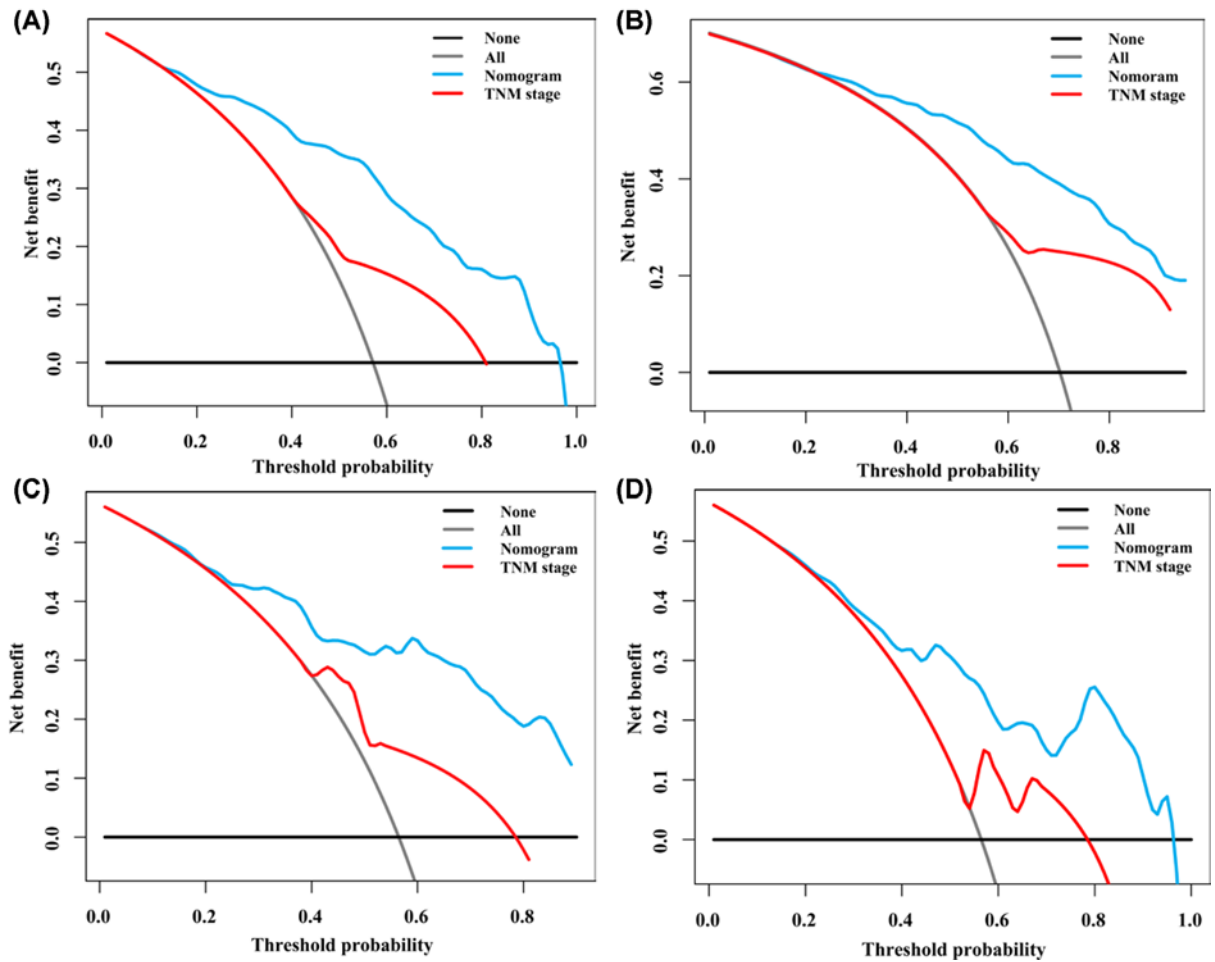 (A)
None
All
Nomogram
TNM stage
Net benefit
0.5
0.4
0.3
0.2
0.1
0.0
0.0 0.2 0.4 0.6 0.8 1.0
Threshold probability
(B)
None
All
Nomoram
TNM stage
Net benefit
0.6
0.4
0.2
0.0
0.0 0.2 0.4 0.6 0.8
Threshold probability
(C)
None
All
Nomogram
TNM stage
Net benefit
0.5
0.4
0.3
0.2
0.1
0.0
0.0 0.2 0.4 0.6 0.8
Threshold probability
(D)
None
All
Nomogram
TNM stage
Net benefit
0.5
0.4
0.3
0.2
0.1
0.0
0.0 0.2 0.4 0.6 0.8 1.0
Threshold probability